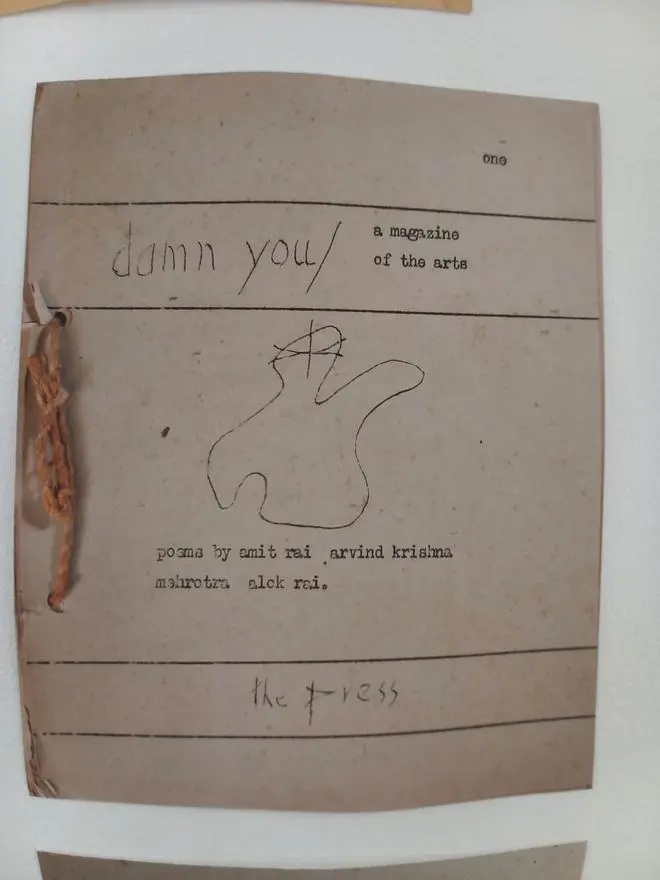 one
damn you/
a magazine
of the arts
poems by amit rai arvind krishna
mehrotra alok rai.
the press